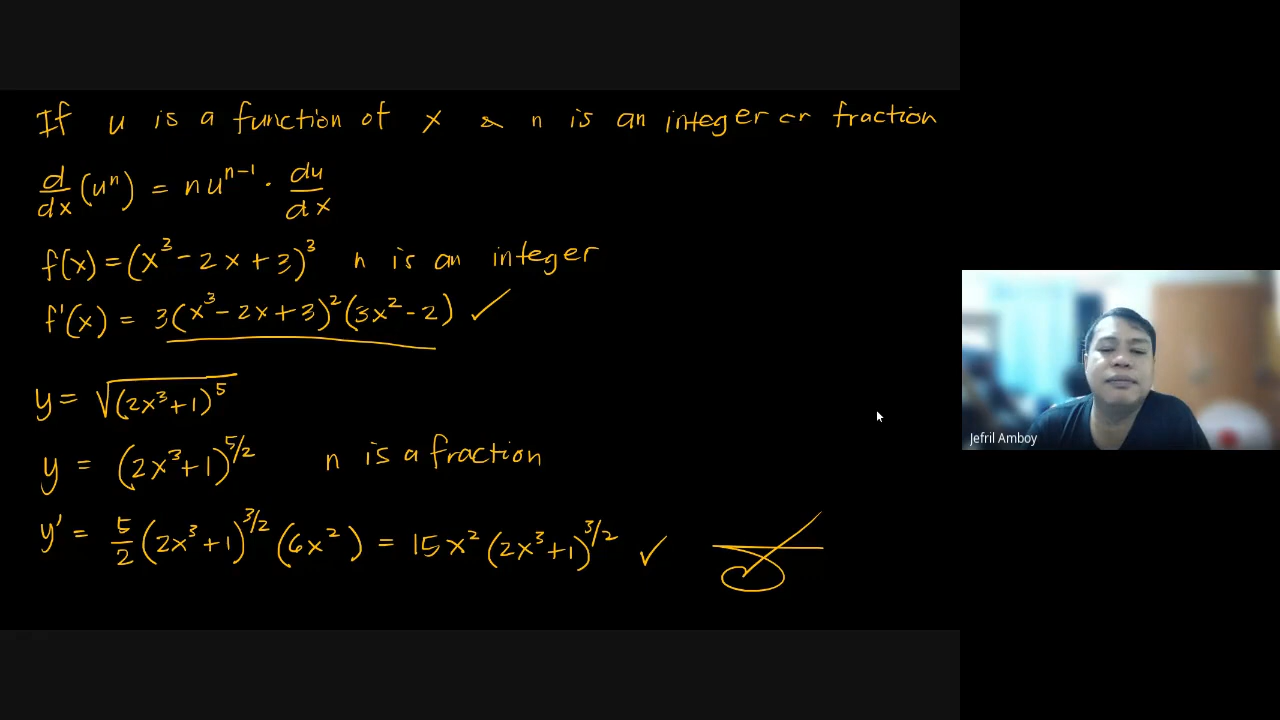 If u is a function of x & n is an integer or fraction
d/dx (uⁿ) = nuⁿ⁻¹ · du/dx
f(x) = (x³ - 2x + 3)³ n is an integer
f'(x) = 3(x³ - 2x + 3)² (3x² - 2) ✓
y = √(2x³+1)⁵
y = (2x³+1)^5/2 n is a fraction
y' = 5/2 (2x³+1)^3/2 (6x²) = 15x² (2x³+1)^3/2 ✓
Jefril Amboy